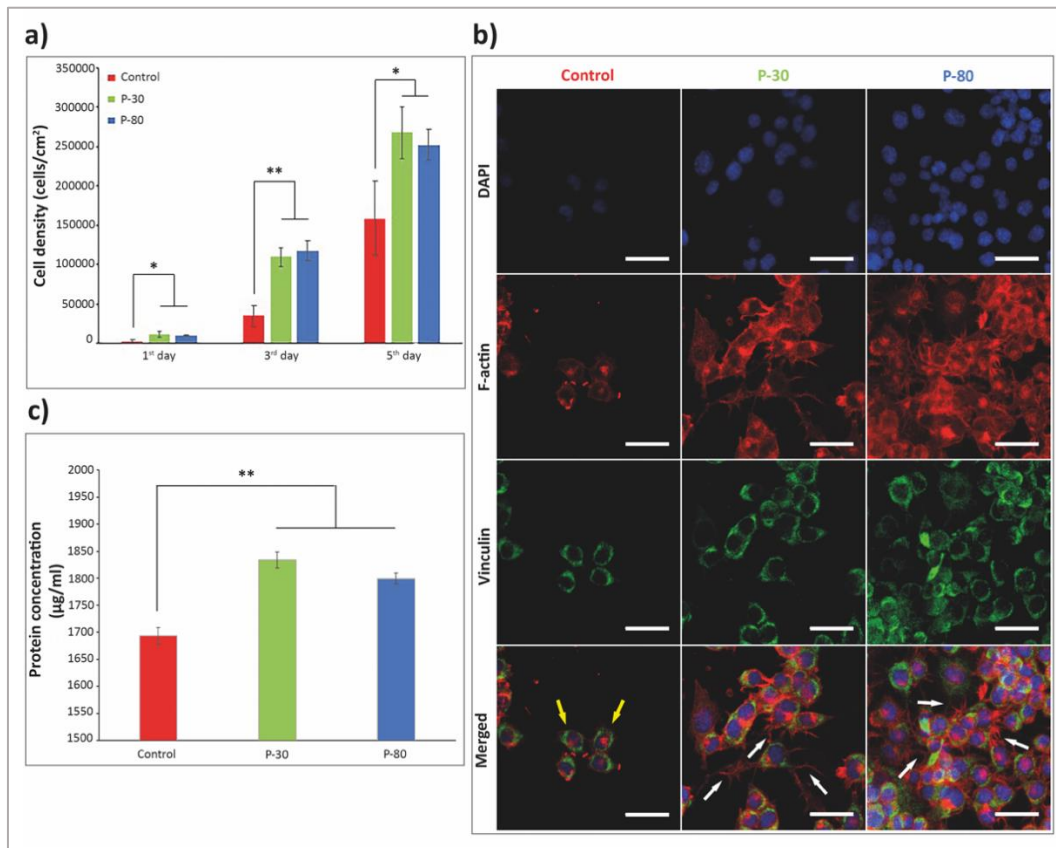 a)
350000
300000
250000
200000
150000
100000
50000
0
Cell density (cells/cm²)
Control
P-30
P-80
*
**
*
1st day
3rd day
5th day
b)
Control P-30 P-80
DAPI
F-actin
Vinculin
Merged
c)
2000
1950
1900
1850
1800
1750
1700
1650
1600
1550
1500
Protein concentration
(µg/ml)
**
Control P-30 P-80